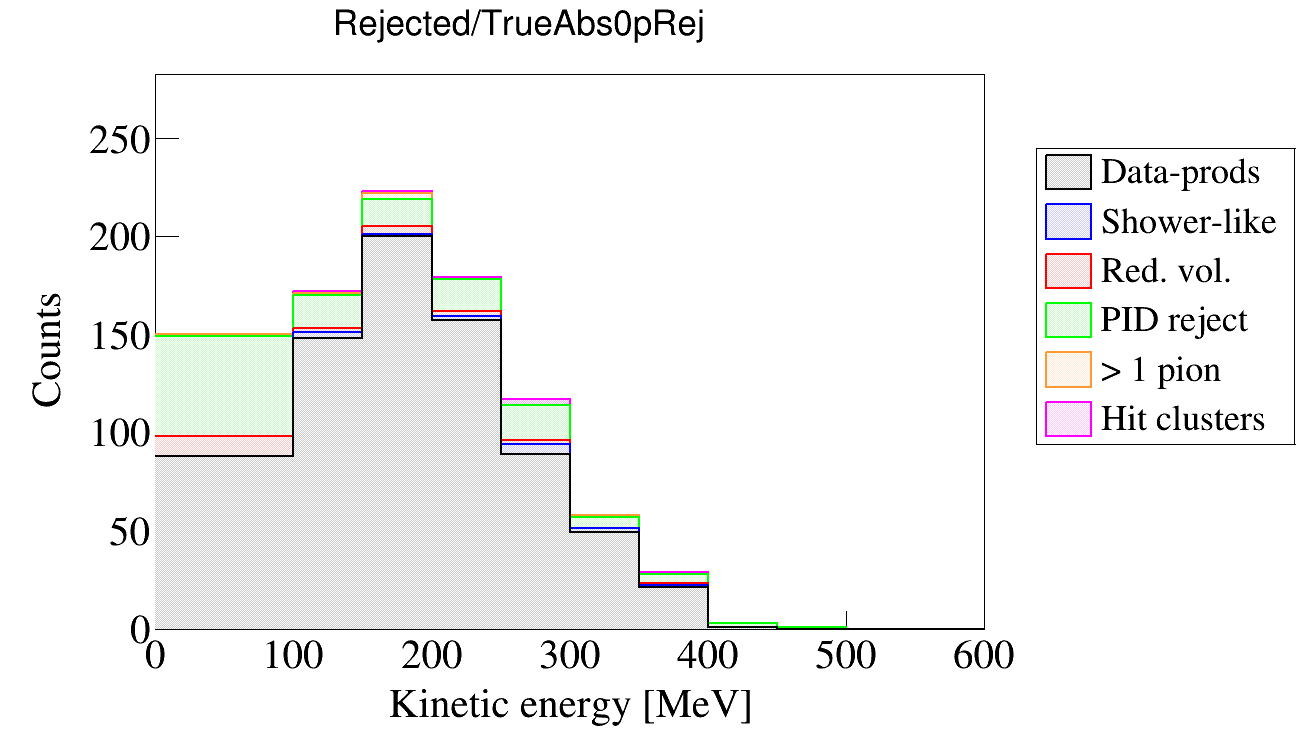 Rejected/TrueAbs0pRej
Counts
250
200
150
100
50
0
0 100 200 300 400 500 600
Kinetic energy [MeV]
Data-prods
Shower-like
Red. vol.
PID reject
> 1 pion
Hit clusters